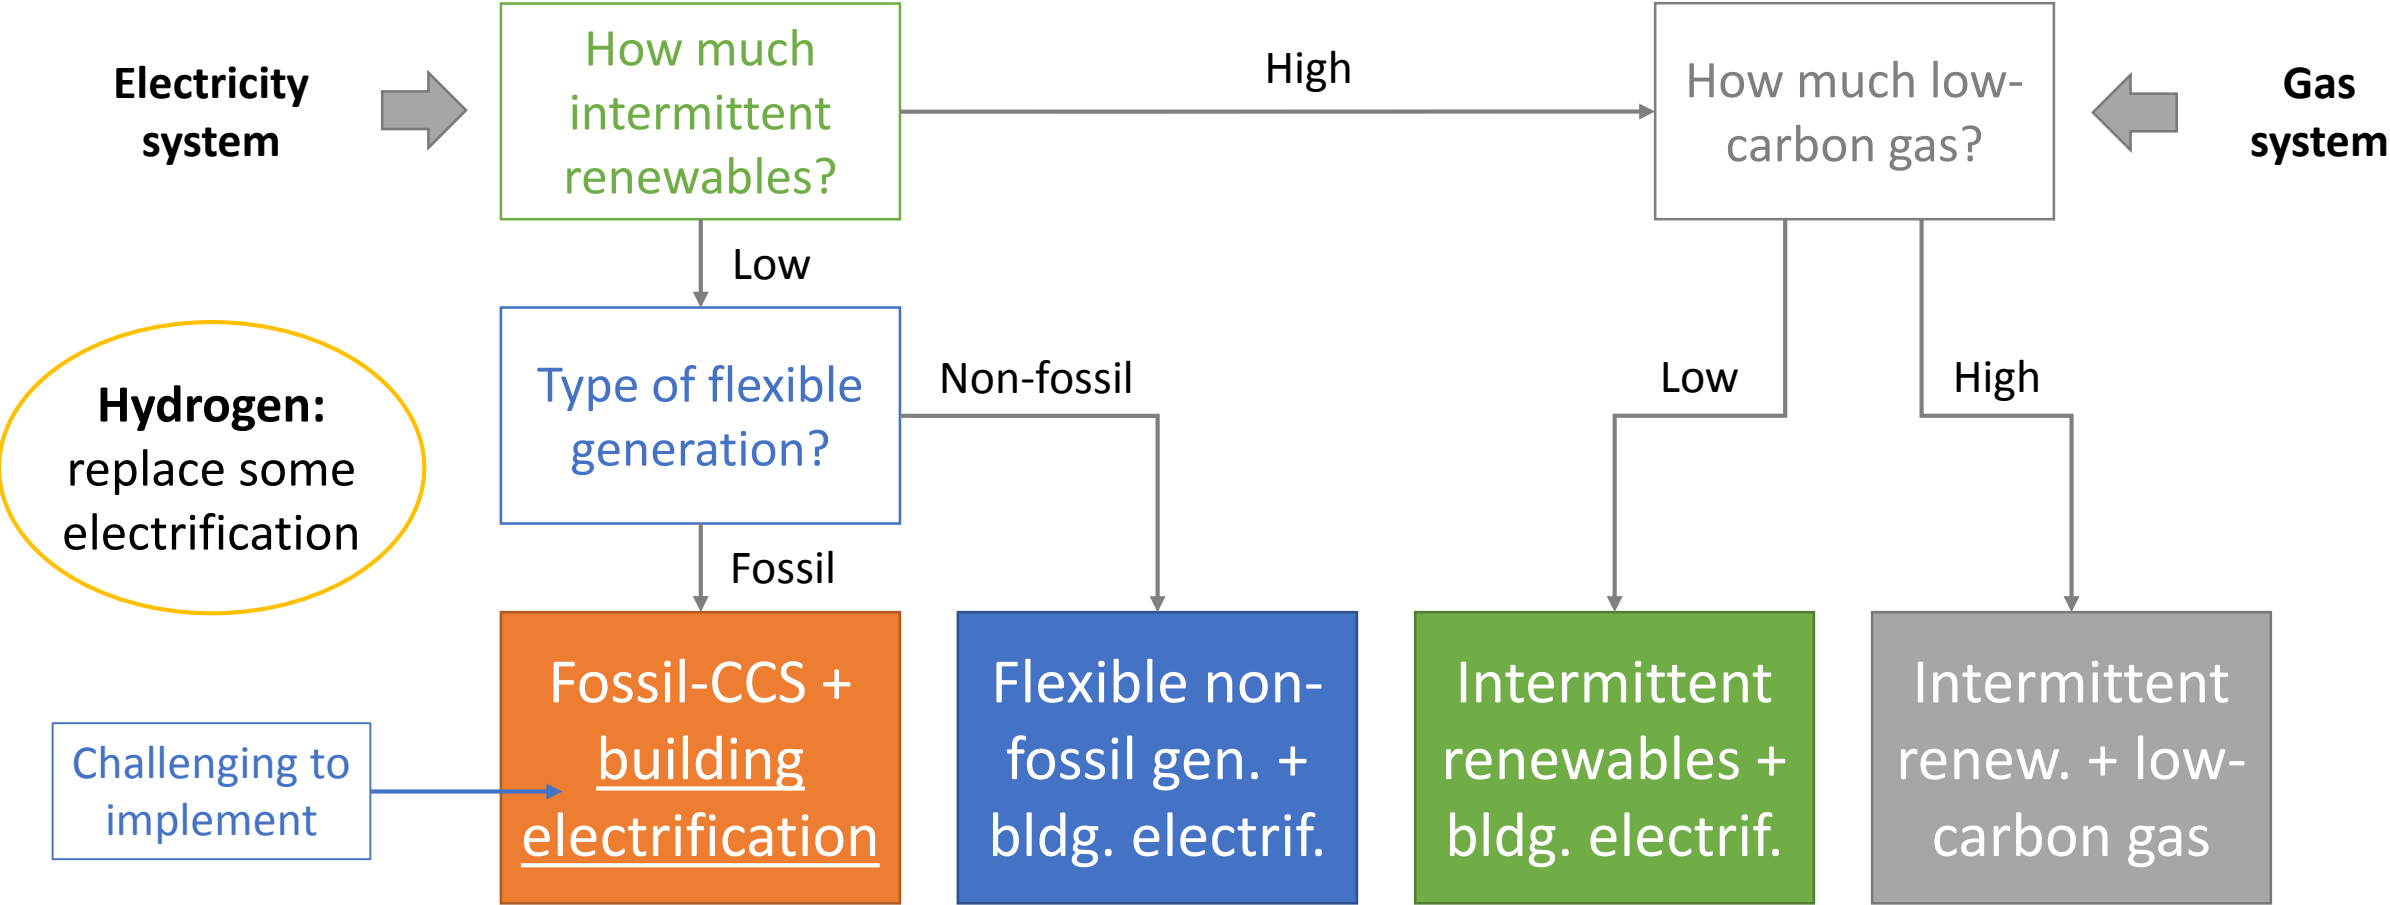 Electricity
system
How much
intermittent
renewables?
High
How much low-
carbon gas?
Gas
system
Low
Hydrogen:
replace some
electrification
Type of flexible
generation?
Non-fossil
Low
High
Fossil
Challenging to
implement
Fossil-CCS +
building
electrification
Flexible non-
fossil gen. +
bldg. electrif.
Intermittent
renewables +
bldg. electrif.
Intermittent
renew. + low-
carbon gas